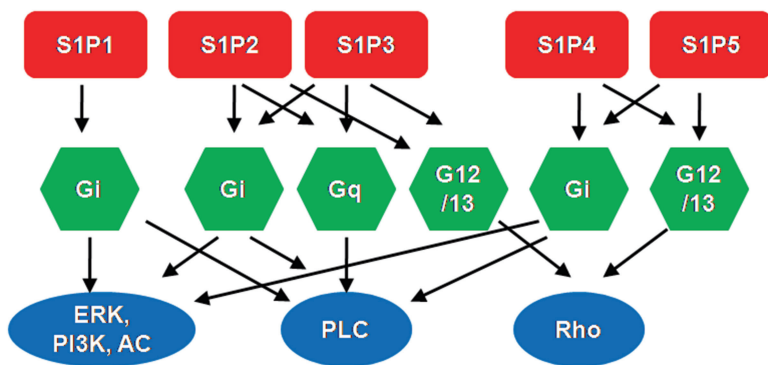 S1P1
S1P2
S1P3
S1P4
S1P5
Gi
Gi
Gq
G12
/13
Gi
G12
/13
ERK,
PI3K, AC
PLC
Rho